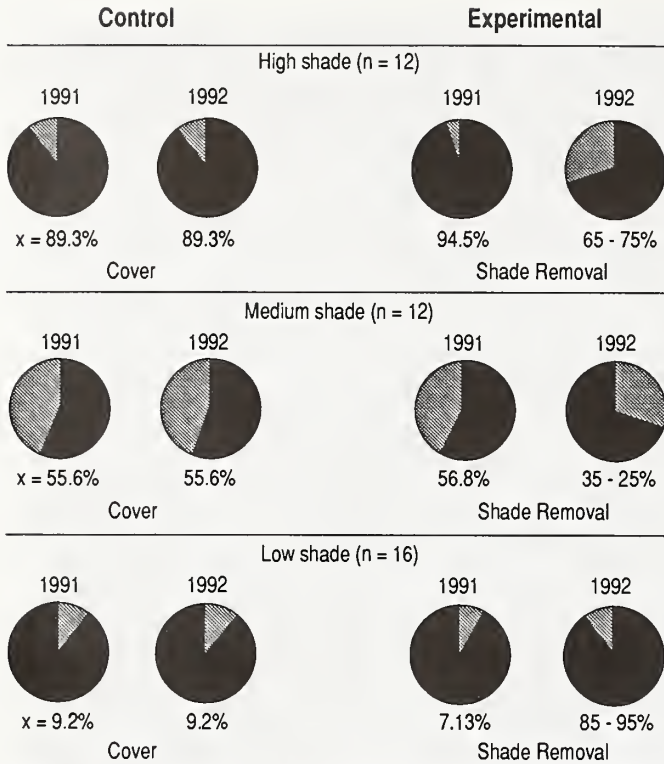 Control Experimental
High shade (n = 12)
1991 1992 1991 1992
x = 89.3% 89.3% 94.5% 65 - 75%
Cover Shade Removal
Medium shade (n = 12)
1991 1992 1991 1992
x = 55.6% 55.6% 56.8% 35 - 25%
Cover Shade Removal
Low shade (n = 16)
1991 1992 1991 1992
x = 9.2% 9.2% 7.13% 85 - 95%
Cover Shade Removal